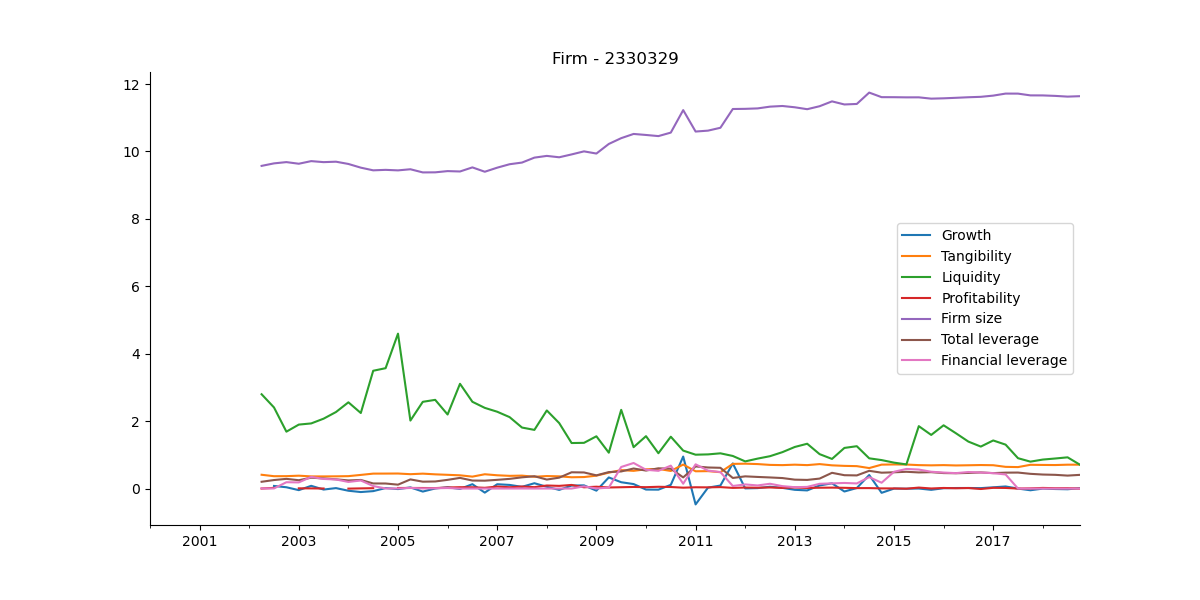 Firm - 2330329
12
10
8
6
4
2
0
Growth
Tangibility
Liquidity
Profitability
Firm size
Total leverage
Financial leverage
2001 2003 2005 2007 2009 2011 2013 2015 2017